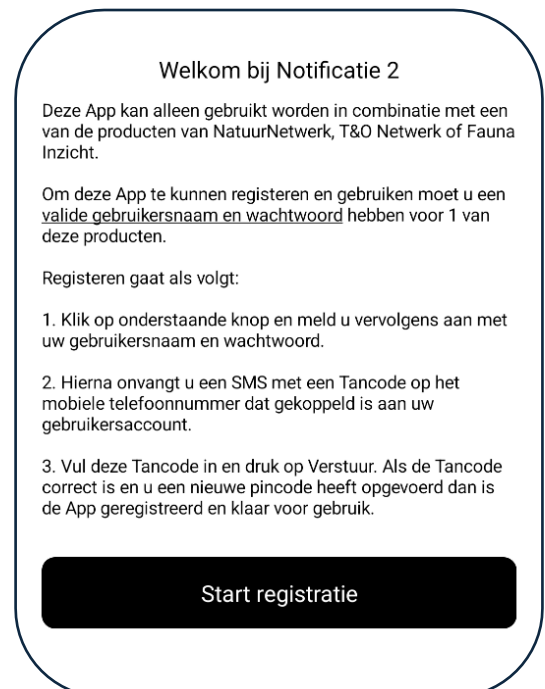 Welkom bij Notificatie 2
Deze App kan alleen gebruikt worden in combinatie met een
van de producten van NatuurNetwerk, T&O Netwerk of Fauna
Inzicht.
Om deze App te kunnen registeren en gebruiken moet u een
valide gebruikersnaam en wachtwoord hebben voor 1 van
deze producten.
Registeren gaat als volgt:
1. Klik op onderstaande knop en meld u vervolgens aan met
uw gebruikersnaam en wachtwoord.
2. Hierna onvangt u een SMS met een Tancode op het
mobiele telefoonnummer dat gekoppeld is aan uw
gebruikersaccount.
3. Vul deze Tancode in en druk op Verstuur. Als de Tancode
correct is en u een nieuwe pincode heeft opgevoerd dan is
de App geregistreerd en klaar voor gebruik.
Start registratie